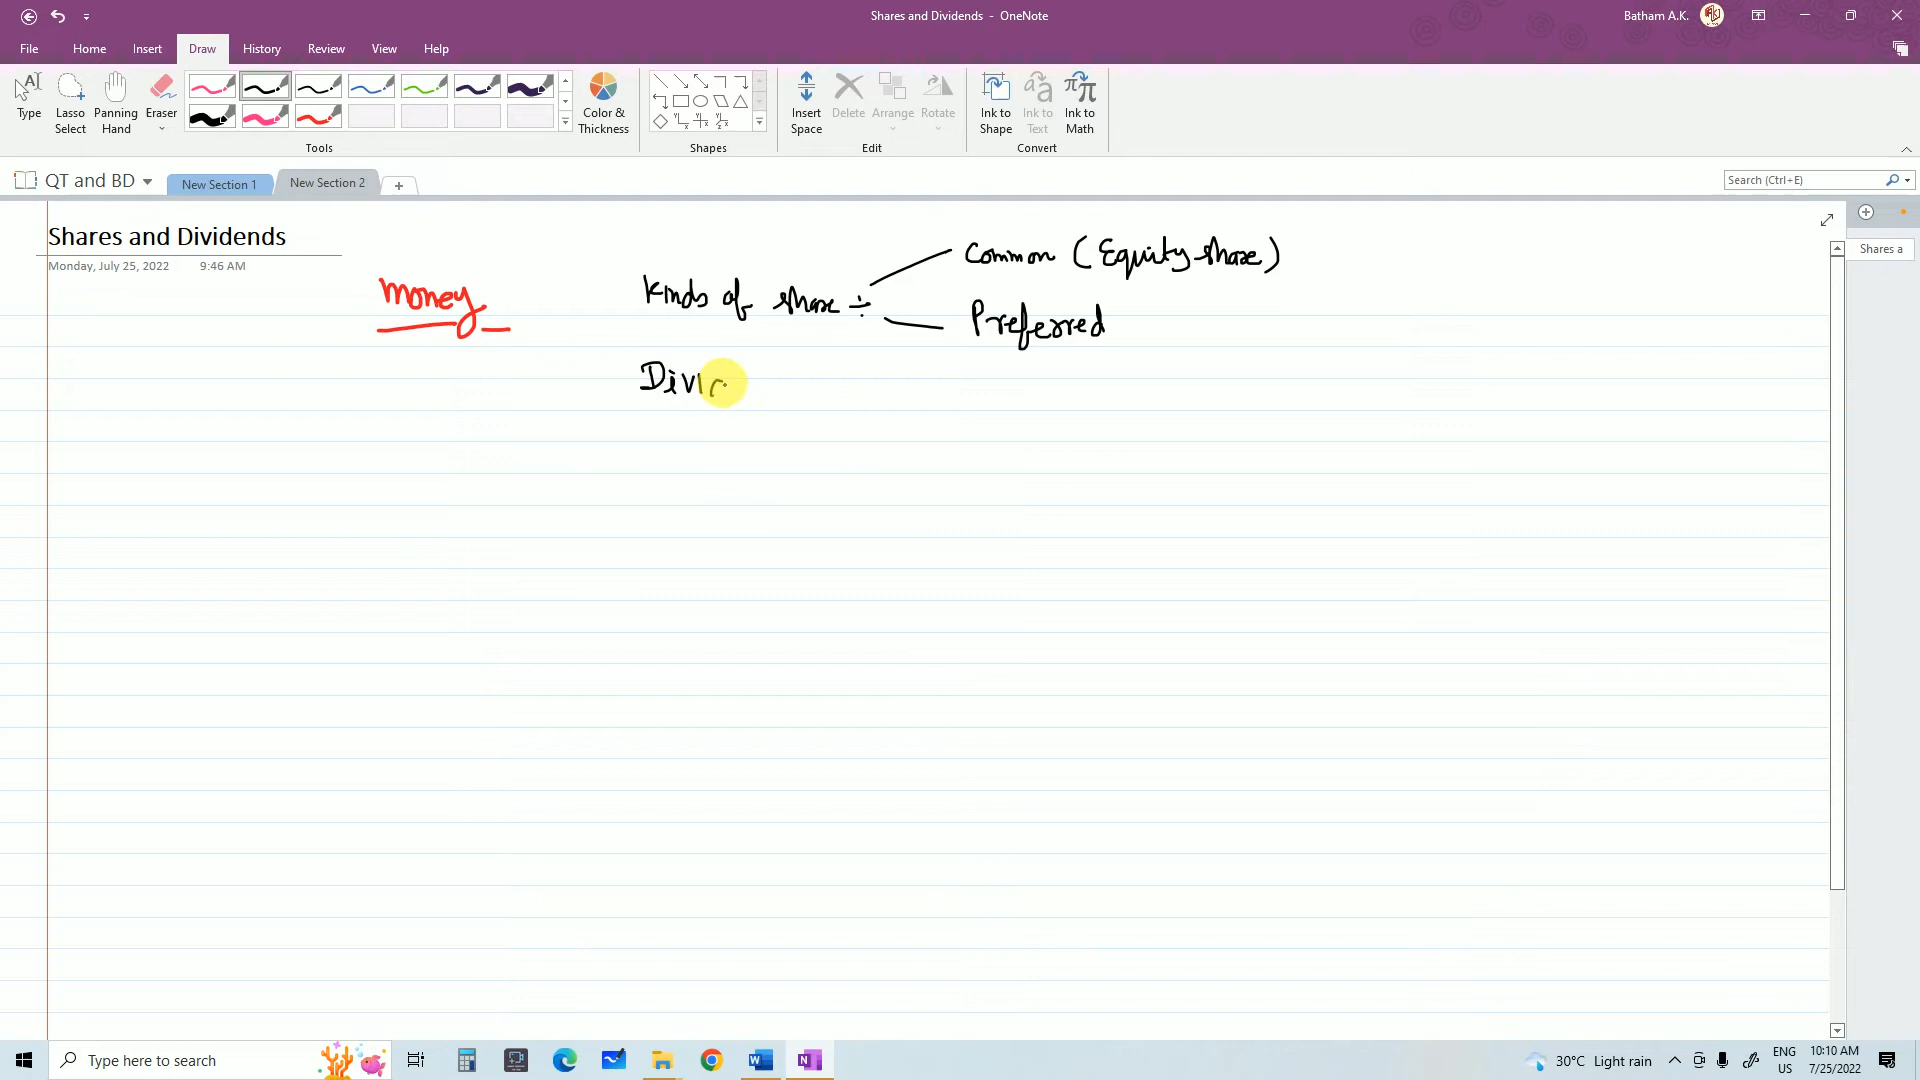 Shares and Dividends - OneNote
Batham A.K.
File Home Insert Draw History Review View Help
Type
Lasso Select
Panning Hand
Eraser
Color & Thickness
Insert Space
Delete
Arrange
Rotate
Ink to Shape
Ink to Text
Ink to Math
Tools Shapes Edit Convert
QT and BD New Section 1 New Section 2
Search (Ctrl+E)
Shares and Dividends
Shares a
Monday, July 25, 2022 9:46 AM
Common (Equity share)
money
Kinds of share ÷
Preferred
Divi
Type here to search
30°C Light rain
ENG US
10:10 AM
7/25/2022